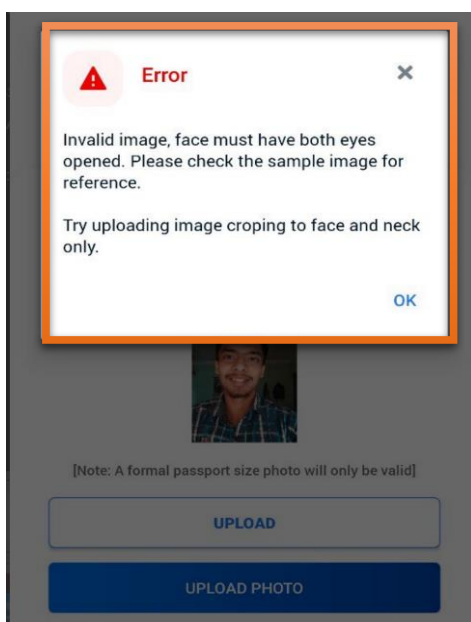 Error
Invalid image, face must have both eyes
opened. Please check the sample image for
reference.
Try uploading image croping to face and neck
only.
OK
[Note: A formal passport size photo will only be valid]
UPLOAD
UPLOAD PHOTO